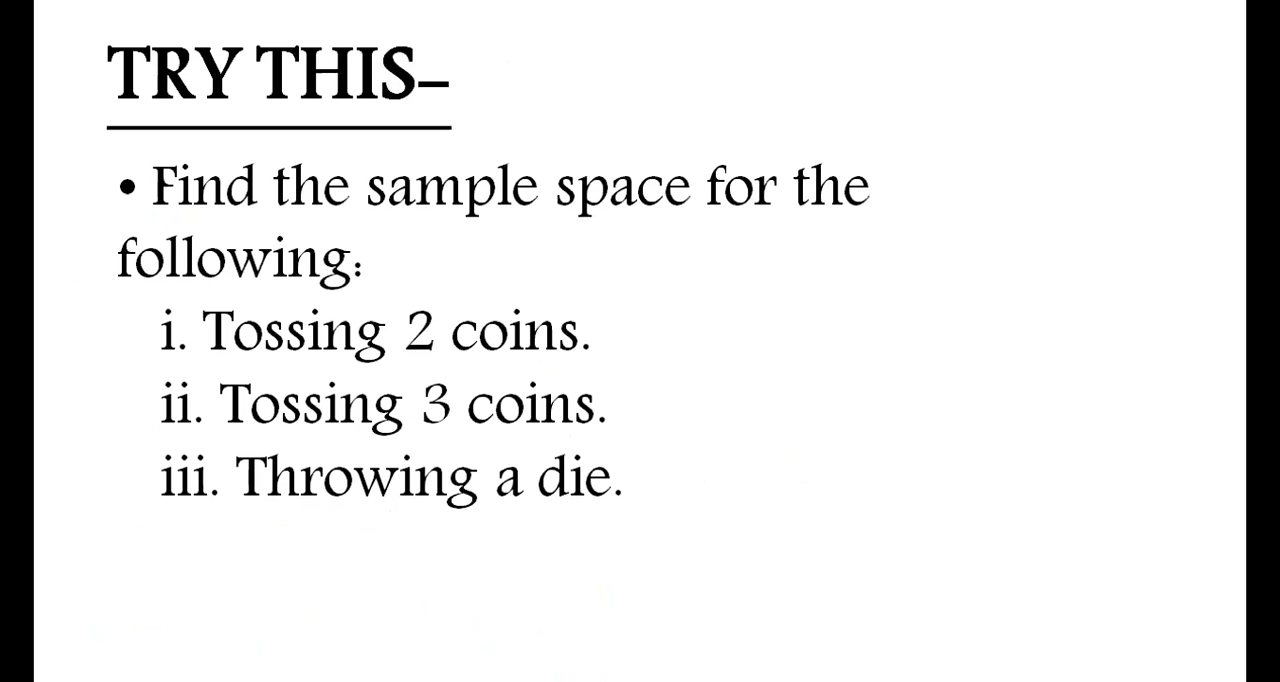 TRY THIS–
• Find the sample space for the
following:
i. Tossing 2 coins.
ii. Tossing 3 coins.
iii. Throwing a die.